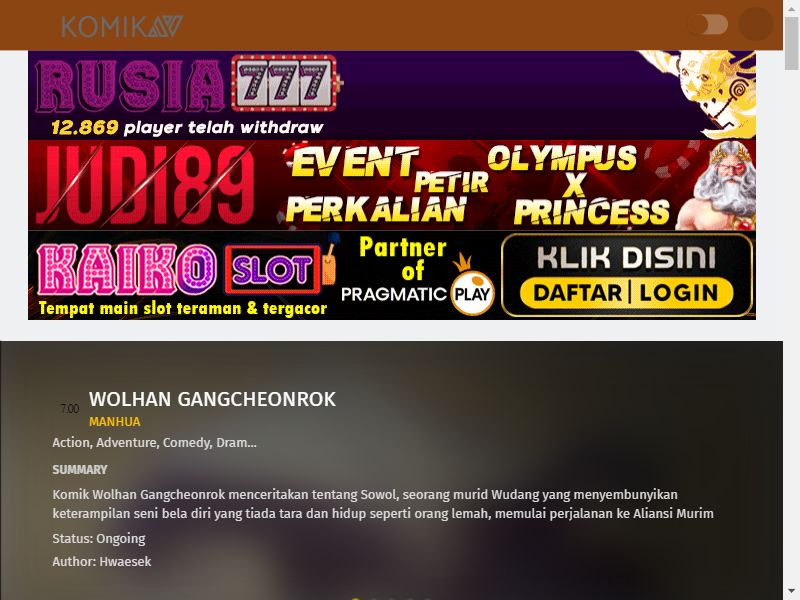 KOMIKAV
RUSIA777
12.869 player telah withdraw
JUDI89
EVENT PETIR PERKALIAN
OLYMPUS X PRINCESS
KAIKO SLOT
Tempat main slot teraman & tergacor
Partner of
PRAGMATIC PLAY
KLIK DISINI
DAFTAR | LOGIN
7.00
WOLHAN GANGCHEONROK
MANHUA
Action, Adventure, Comedy, Dram...
SUMMARY
Komik Wolhan Gangcheonrok menceritakan tentang Sowol, seorang murid Wudang yang menyembunyikan
keterampilan seni bela diri yang tiada tara dan hidup seperti orang lemah, memulai perjalanan ke Aliansi Murim
Status: Ongoing
Author: Hwaesek